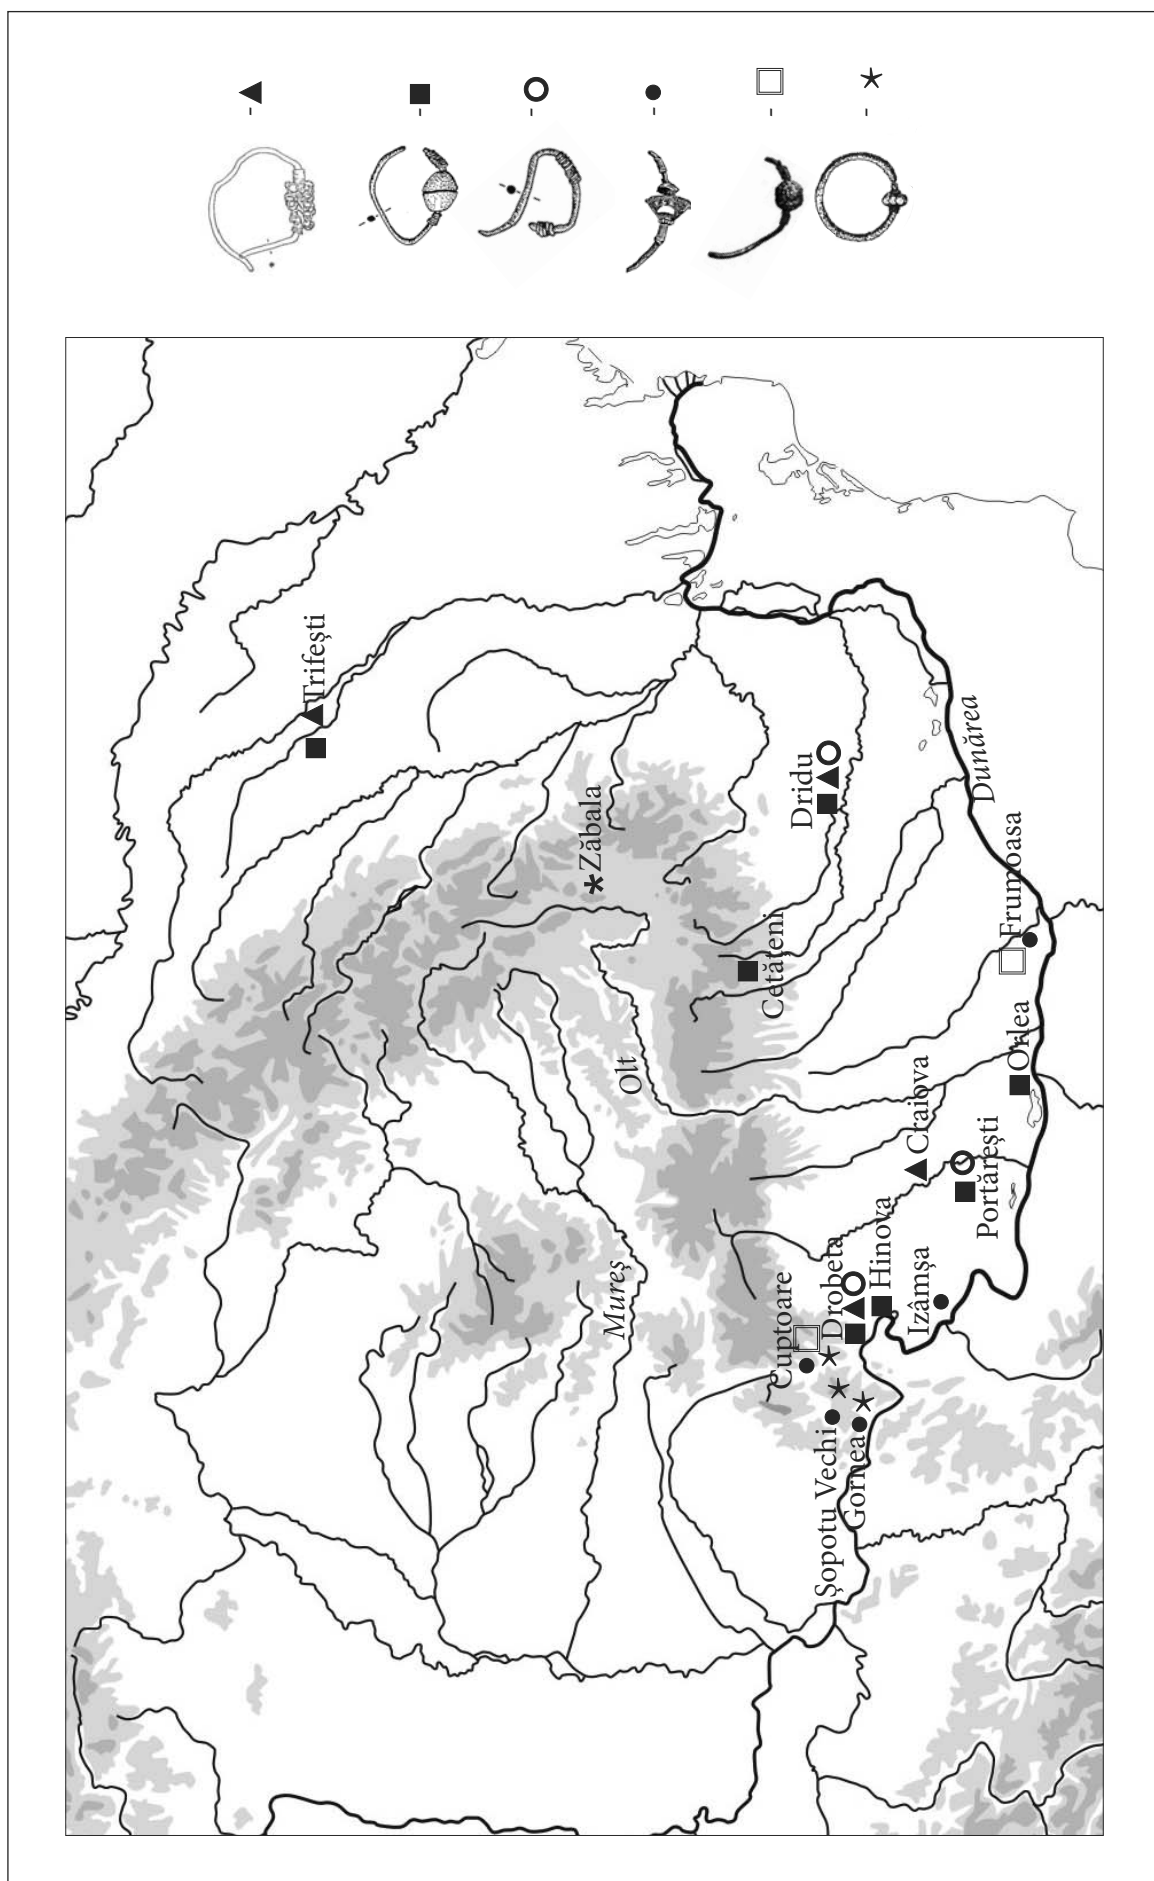 Trifești
Zăbala
Dridu
Dunărea
Frumoasa
Cetățeni
Olt
Orlea
Craiova
Portărești
Mureș
Hinova
Drobeta
Izâmșa
Cuptoare
Șopotu Vechi
Gornea